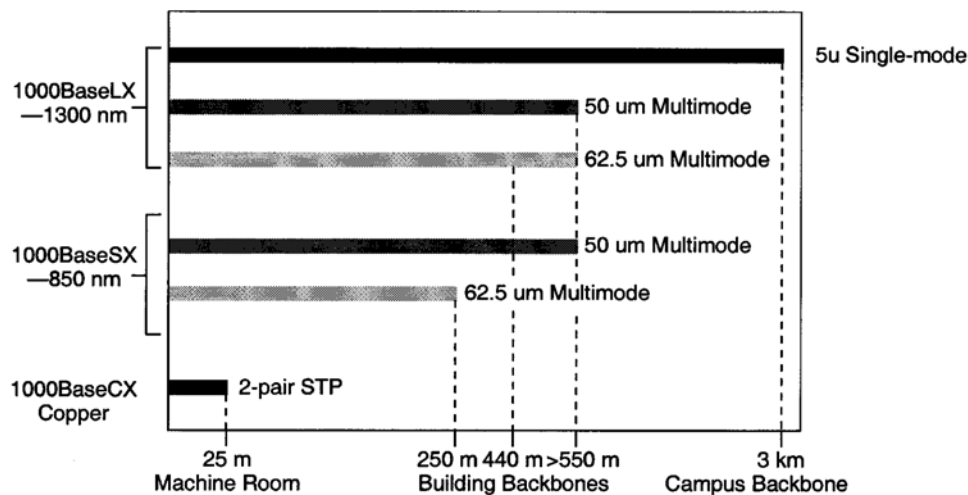 5u Single-mode
1000BaseLX
—1300 nm
50 um Multimode
62.5 um Multimode
1000BaseSX
—850 nm
50 um Multimode
62.5 um Multimode
1000BaseCX
Copper
2-pair STP
25 m
250 m 440 m >550 m
3 km
Machine Room
Building Backbones
Campus Backbone